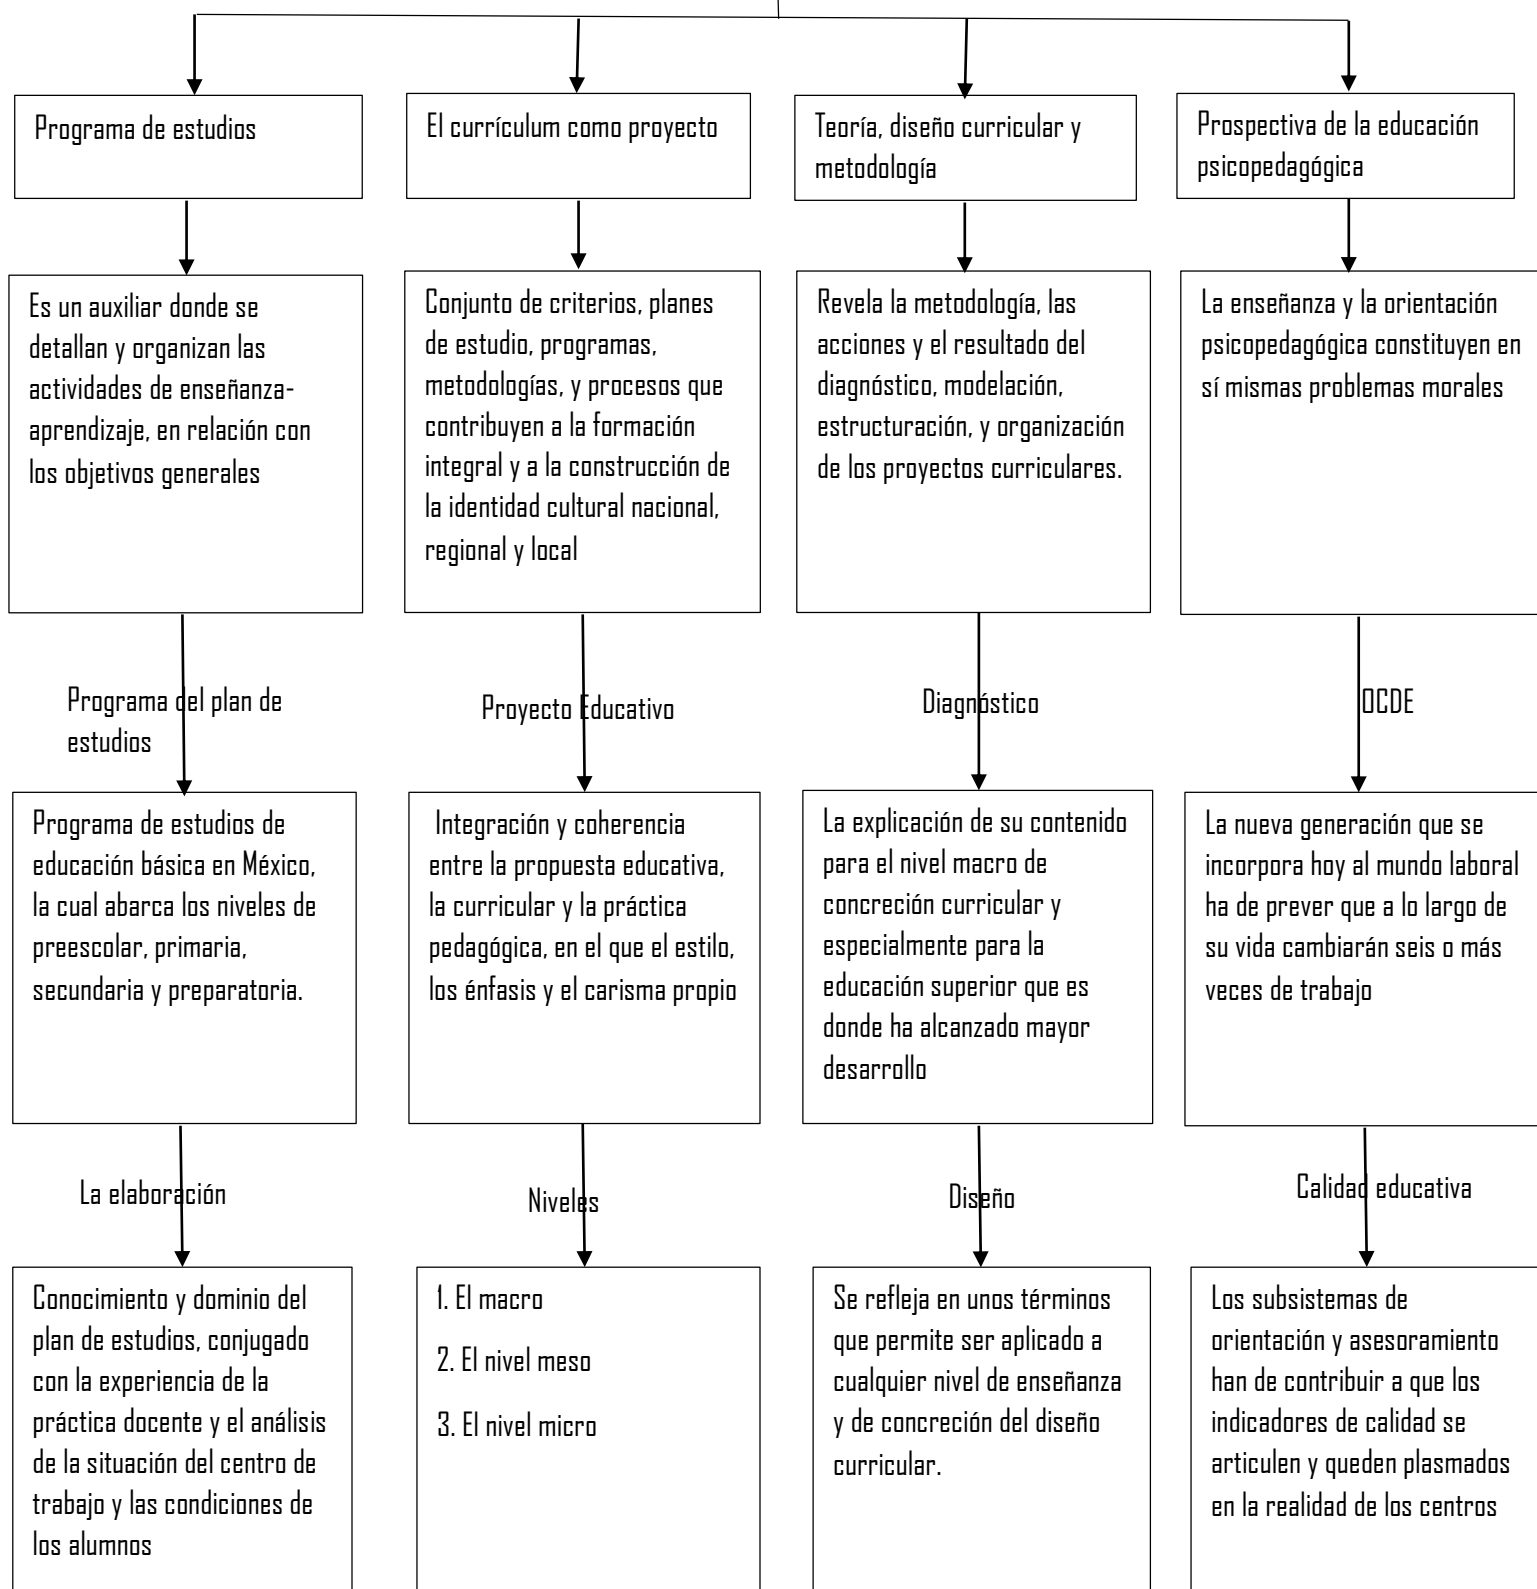 Programa de estudios
El currículum como proyecto
Teoría, diseño curricular y
metodología
Prospectiva de la educación
psicopedagógica
Es un auxiliar donde se
detallan y organizan las
actividades de enseñanza-
aprendizaje, en relación con
los objetivos generales
Conjunto de criterios, planes
de estudio, programas,
metodologías, y procesos que
contribuyen a la formación
integral y a la construcción de
la identidad cultural nacional,
regional y local
Revela la metodología, las
acciones y el resultado del
diagnóstico, modelación,
estructuración, y organización
de los proyectos curriculares.
La enseñanza y la orientación
psicopedagógica constituyen en
sí mismas problemas morales
Programa del plan de
estudios
Proyecto Educativo
Diagnóstico
OCDE
Programa de estudios de
educación básica en México,
la cual abarca los niveles de
preescolar, primaria,
secundaria y preparatoria.
Integración y coherencia
entre la propuesta educativa,
la curricular y la práctica
pedagógica, en el que el estilo,
los énfasis y el carisma propio
La explicación de su contenido
para el nivel macro de
concreción curricular y
especialmente para la
educación superior que es
donde ha alcanzado mayor
desarrollo
La nueva generación que se
incorpora hoy al mundo laboral
ha de prever que a lo largo de
su vida cambiarán seis o más
veces de trabajo
La elaboración
Niveles
Diseño
Calidad educativa
Conocimiento y dominio del
plan de estudios, conjugado
con la experiencia de la
práctica docente y el análisis
de la situación del centro de
trabajo y las condiciones de
los alumnos
1. El macro
2. El nivel meso
3. El nivel micro
Se refleja en unos términos
que permite ser aplicado a
cualquier nivel de enseñanza
y de concreción del diseño
curricular.
Los subsistemas de
orientación y asesoramiento
han de contribuir a que los
indicadores de calidad se
articulen y queden plasmados
en la realidad de los centros